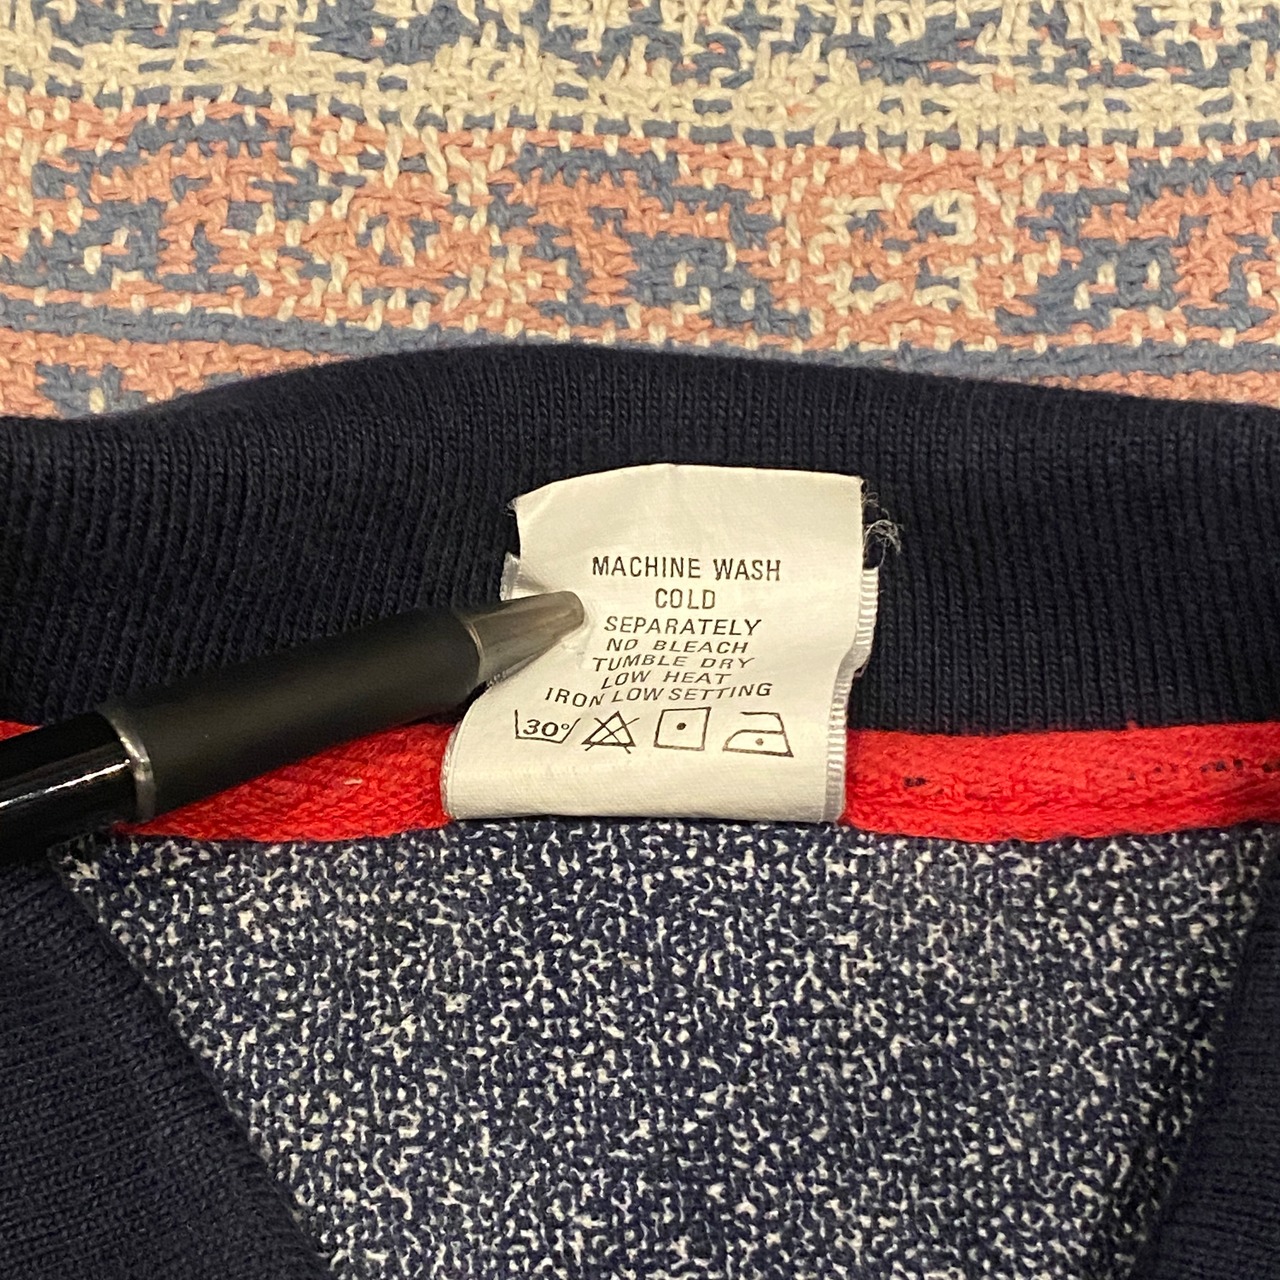 MACHINE WASH
COLD
SEPARATELY
NO BLEACH
TUMBLE DRY
LOW HEAT
IRON LOW SETTING
30°